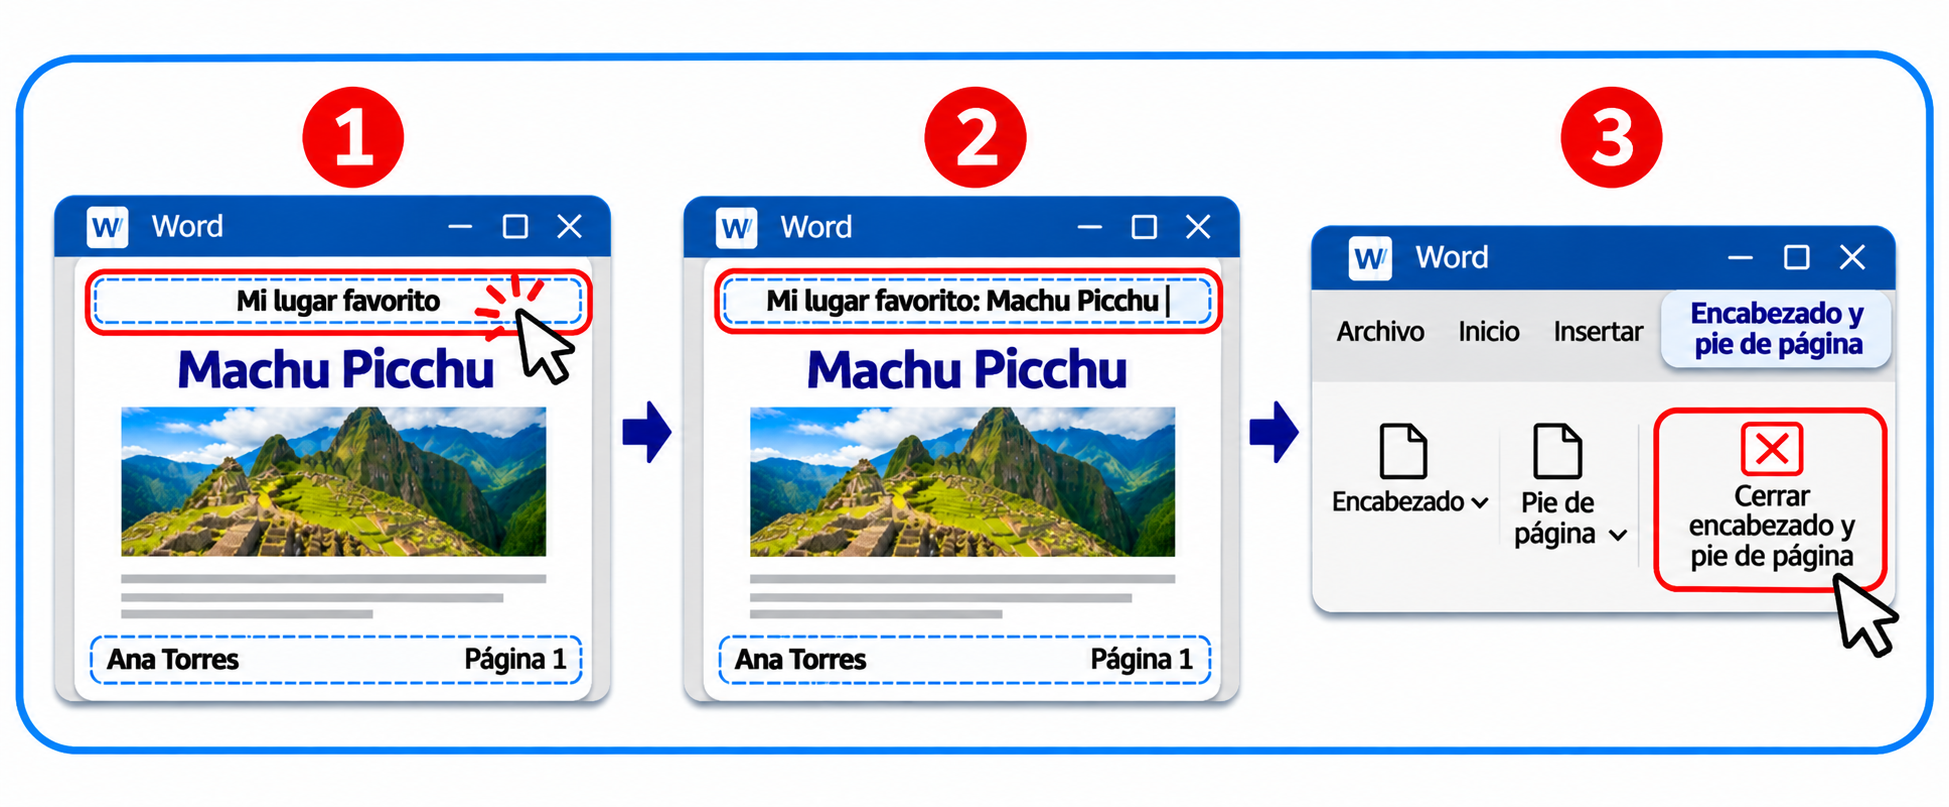 1
2
3
W Word
Mi lugar favorito
Machu Picchu
Ana Torres Página 1
W Word
Mi lugar favorito: Machu Picchu
Machu Picchu
Ana Torres Página 1
W Word
Archivo Inicio Insertar Encabezado y
pie de página
Encabezado
Pie de
página
Cerrar
encabezado y
pie de página